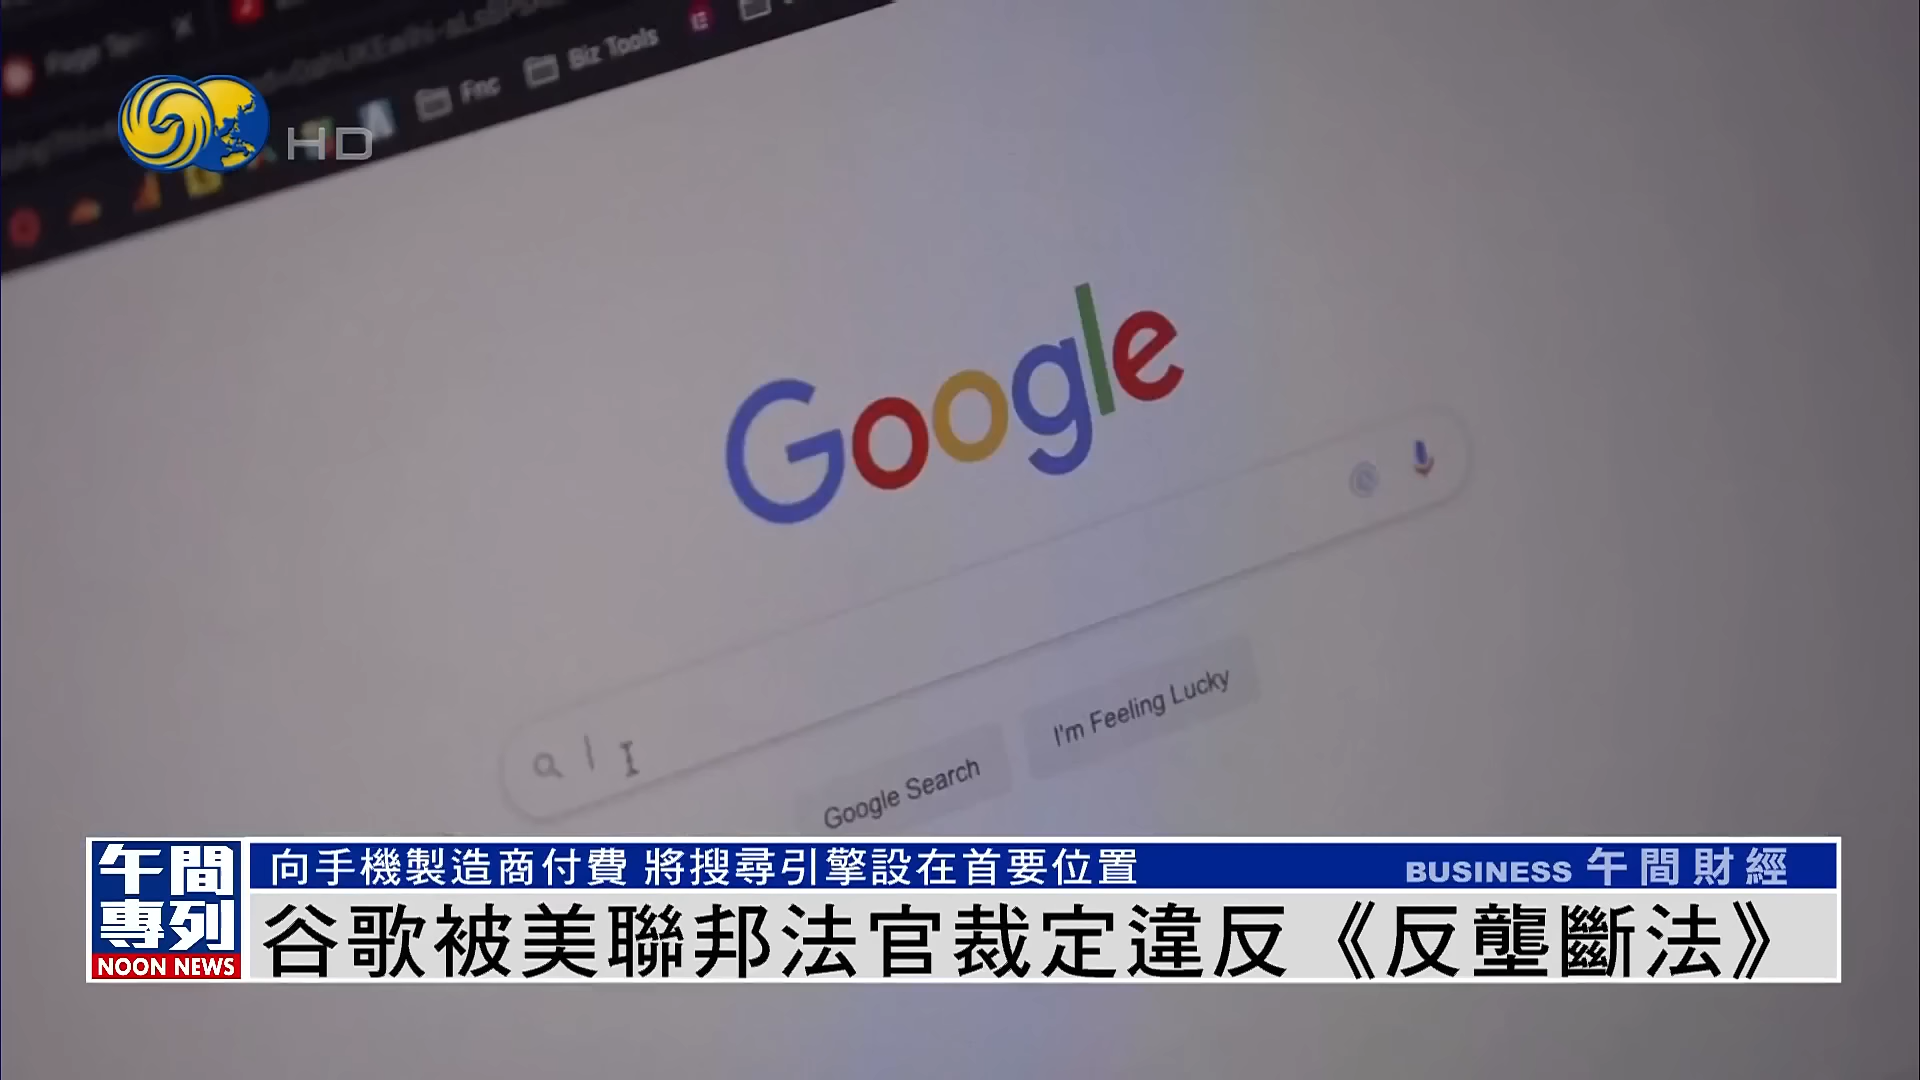 Page
Fnc
Biz Tools
HD
Google
Google Search
I'm Feeling Lucky
午間
專列
NOON NEWS
向手機製造商付費 將搜尋引擎設在首要位置
BUSINESS 午間財經
谷歌被美聯邦法官裁定違反《反壟斷法》